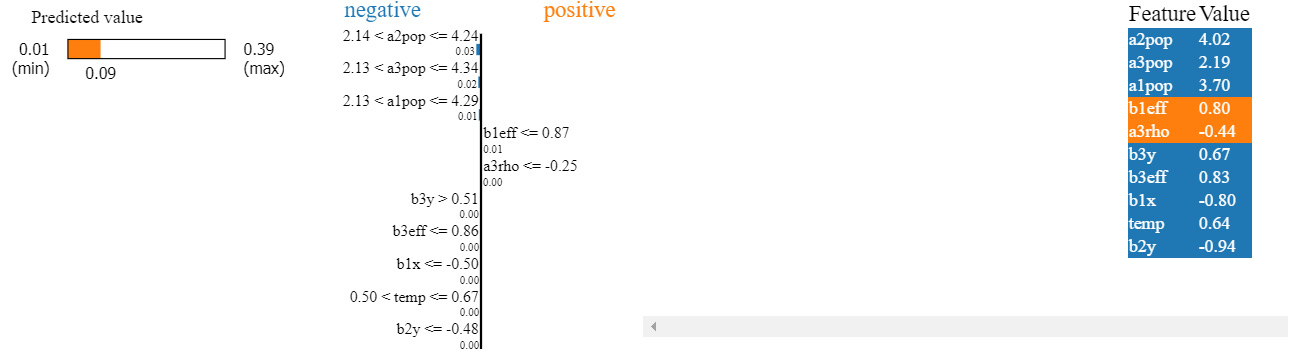 Predicted value
0.01
(min)
0.39
(max)
0.09
negative
positive
2.14 < a2pop <= 4.24
0.03
2.13 < a3pop <= 4.34
0.02
2.13 < a1pop <= 4.29
0.01
b1eff <= 0.87
0.01
a3rho <= -0.25
0.00
b3y > 0.51
0.00
b3eff <= 0.86
0.00
b1x <= -0.50
0.00
0.50 < temp <= 0.67
0.00
b2y <= -0.48
0.00
Feature Value
a2pop 4.02
a3pop 2.19
a1pop 3.70
b1eff 0.80
a3rho -0.44
b3y 0.67
b3eff 0.83
b1x -0.80
temp 0.64
b2y -0.94